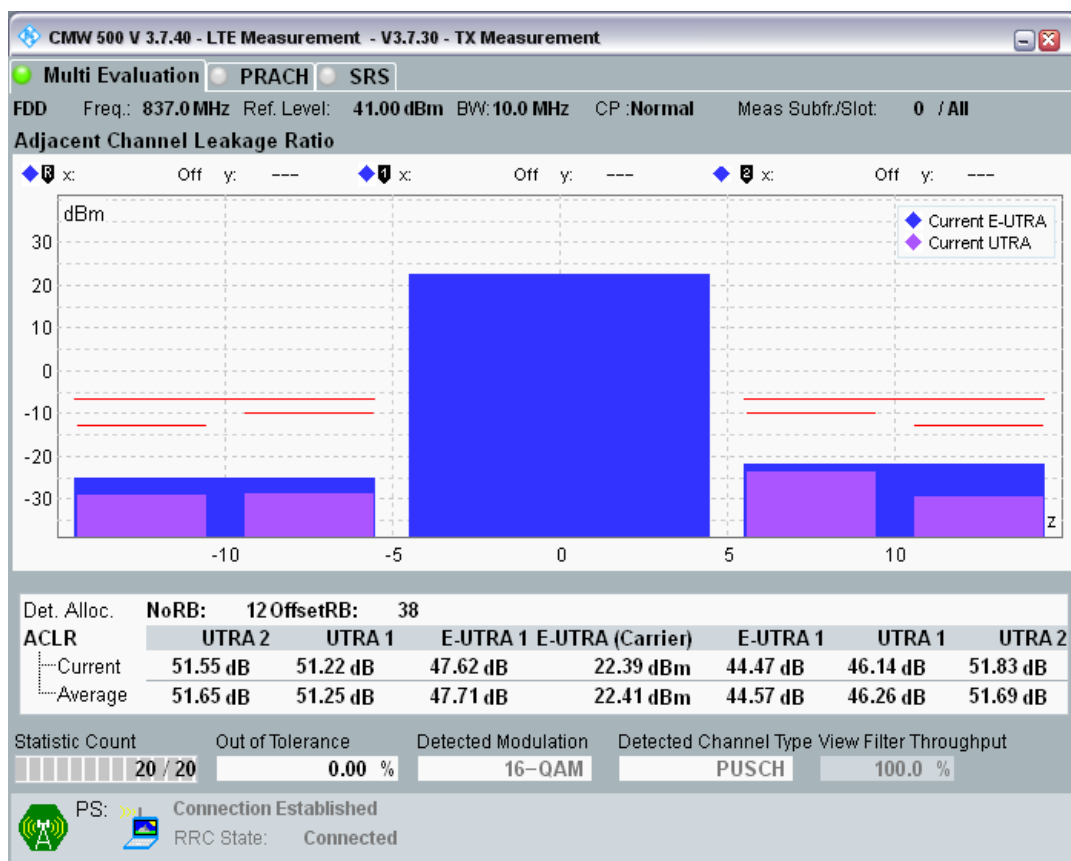 CMW 500 V 3.7.40 - LTE Measurement - V3.7.30 - TX Measurement
Multi Evaluation PRACH SRS
FDD Freq.: 837.0 MHz Ref. Level: 41.00 dBm BW: 10.0 MHz CP :Normal Meas Subfr./Slot: 0 / All
Adjacent Channel Leakage Ratio
R x: Off y: --- 1 x: Off y: --- 2 x: Off y: ---
dBm
Current E-UTRA
Current UTRA
30
20
10
0
-10
-20
-30
z
-10 -5 0 5 10
Det. Alloc. NoRB: 12 OffsetRB: 38
ACLR UTRA 2 UTRA 1 E-UTRA 1 E-UTRA (Carrier) E-UTRA 1 UTRA 1 UTRA 2
Current 51.55 dB 51.22 dB 47.62 dB 22.39 dBm 44.47 dB 46.14 dB 51.83 dB
Average 51.65 dB 51.25 dB 47.71 dB 22.41 dBm 44.57 dB 46.26 dB 51.69 dB
Statistic Count Out of Tolerance Detected Modulation Detected Channel Type View Filter Throughput
20 / 20 0.00 % 16-QAM PUSCH 100.0 %
PS: Connection Established
RRC State: Connected